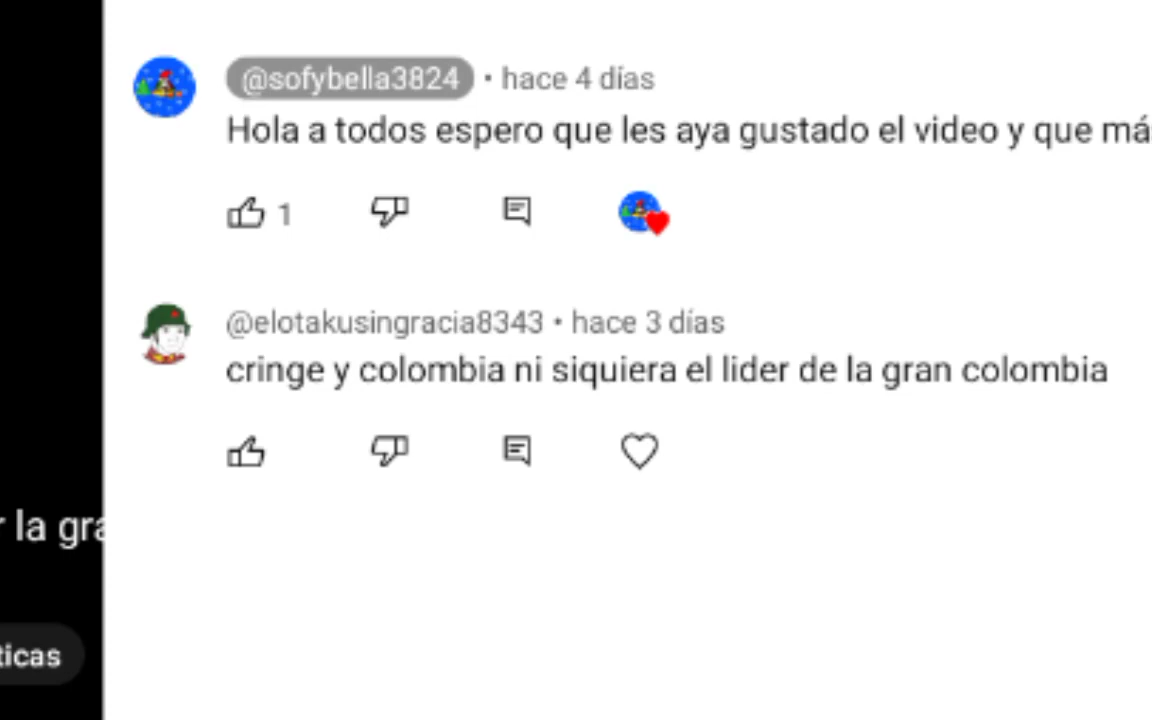 @sofybella3824 • hace 4 días
Hola a todos espero que les aya gustado el video y que má
1
@elotakusingracia8343 • hace 3 días
cringe y colombia ni siquiera el lider de la gran colombia
r la gra
ticas